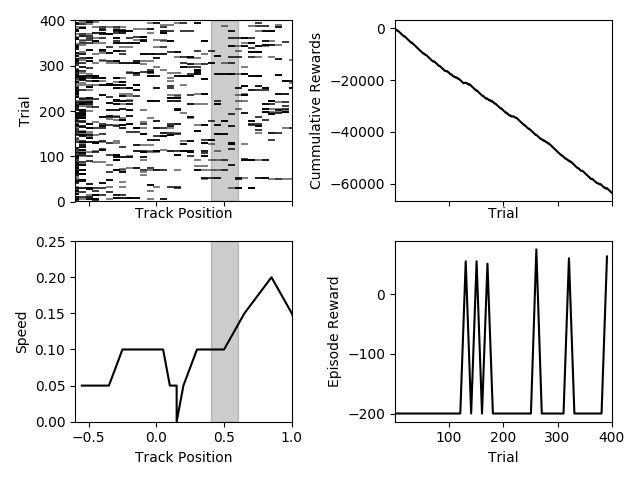 400
300
200
100
0
Trial
Track Position
0
−20000
−40000
−60000
Cummulative Rewards
Trial
0.25
0.20
0.15
0.10
0.05
0.00
Speed
−0.5 0.0 0.5 1.0
Track Position
0
−100
−200
Episode Reward
100 200 300 400
Trial